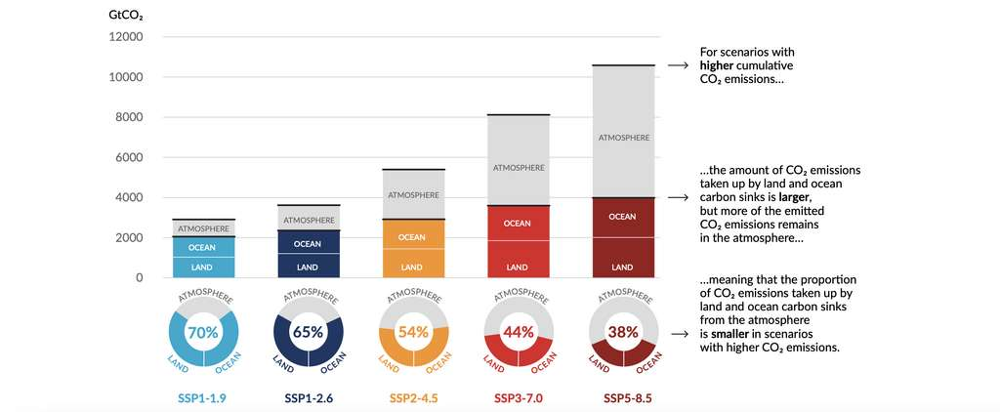 GtCO₂
12000
10000
8000
6000
4000
2000
0
ATMOSPHERE
OCEAN
LAND
ATMOSPHERE
OCEAN
LAND
ATMOSPHERE
OCEAN
LAND
ATMOSPHERE
OCEAN
LAND
ATMOSPHERE
OCEAN
LAND
For scenarios with
higher cumulative
CO₂ emissions...
...the amount of CO₂ emissions
taken up by land and ocean
carbon sinks is larger,
but more of the emitted
CO₂ emissions remains
in the atmosphere...
...meaning that the proportion
of CO₂ emissions taken up by
land and ocean carbon sinks
from the atmosphere
is smaller in scenarios
with higher CO₂ emissions.
ATMOSPHERE
70%
LAND
OCEAN
ATMOSPHERE
65%
LAND
OCEAN
ATMOSPHERE
54%
LAND
OCEAN
ATMOSPHERE
44%
LAND
OCEAN
ATMOSPHERE
38%
LAND
OCEAN
SSP1-1.9
SSP1-2.6
SSP2-4.5
SSP3-7.0
SSP5-8.5